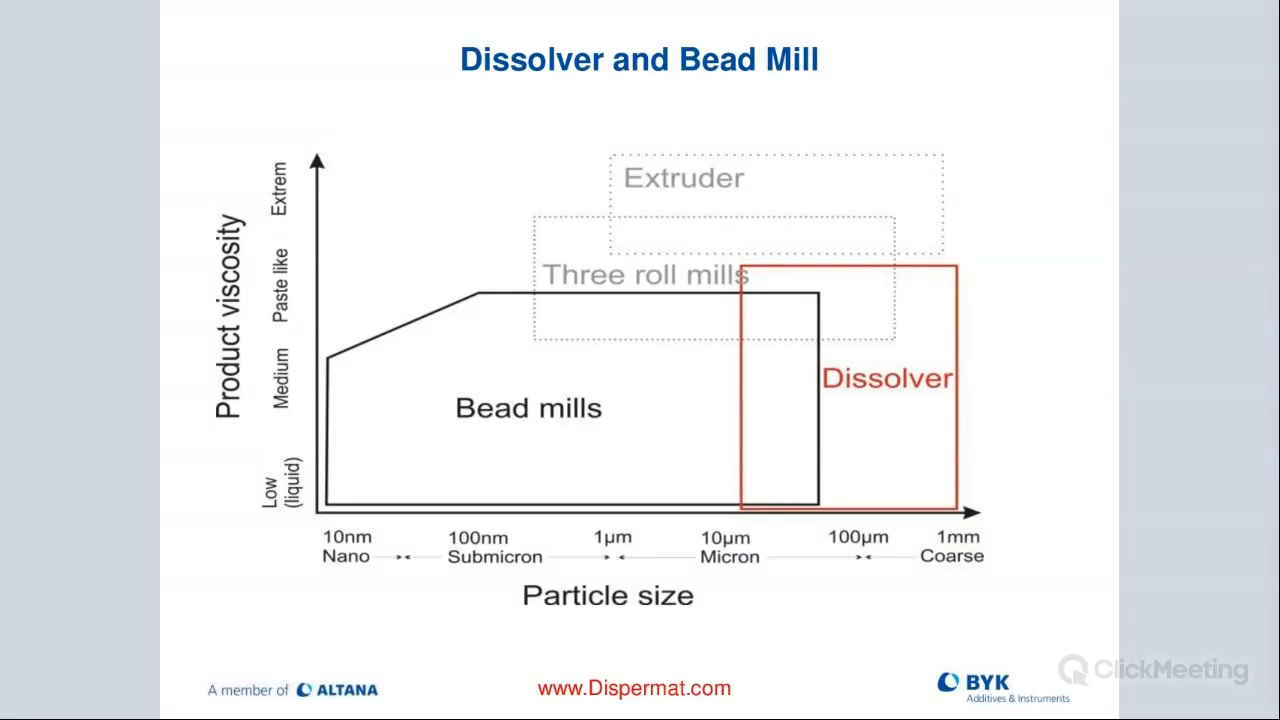 Dissolver and Bead Mill
Product viscosity
Extrem
Paste like
Medium
Low
(liquid)
Extruder
Three roll mills
Dissolver
Bead mills
10nm 100nm 1µm 10µm 100µm 1mm
Nano Submicron Micron Coarse
Particle size
A member of ALTANA
www.Dispermat.com
BYK
Additives & Instruments
ClickMeeting